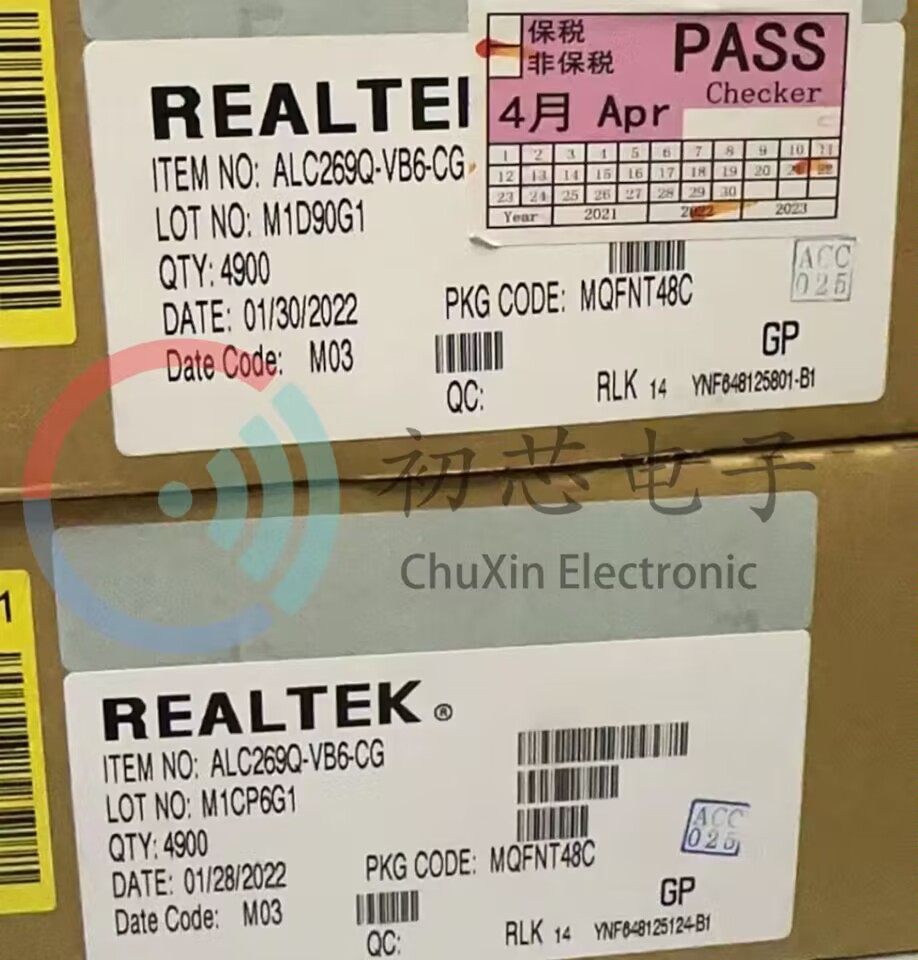 保税
非保税
PASS
Checker
4月 Apr
1 2 3 4 5 6 7 8 9 10 11
12 13 14 15 16 17 18 19 20
23 24 25 26 27 28 29 30
Year 2021 2022 2023
REALTE
ITEM NO: ALC269Q-VB6-CG
LOT NO: M1D90G1
QTY: 4900
DATE: 01/30/2022
PKG CODE: MQFNT48C
ACC
025
Date Code: M03
GP
QC:
RLK 14 YNF648125801-B1
初芯电子
ChuXin Electronic
1
REALTEK ®
ITEM NO: ALC269Q-VB6-CG
LOT NO: M1CP6G1
QTY: 4900
DATE: 01/28/2022
PKG CODE: MQFNT48C
ACC
025
Date Code: M03
GP
QC:
RLK 14 YNF648125124-B1